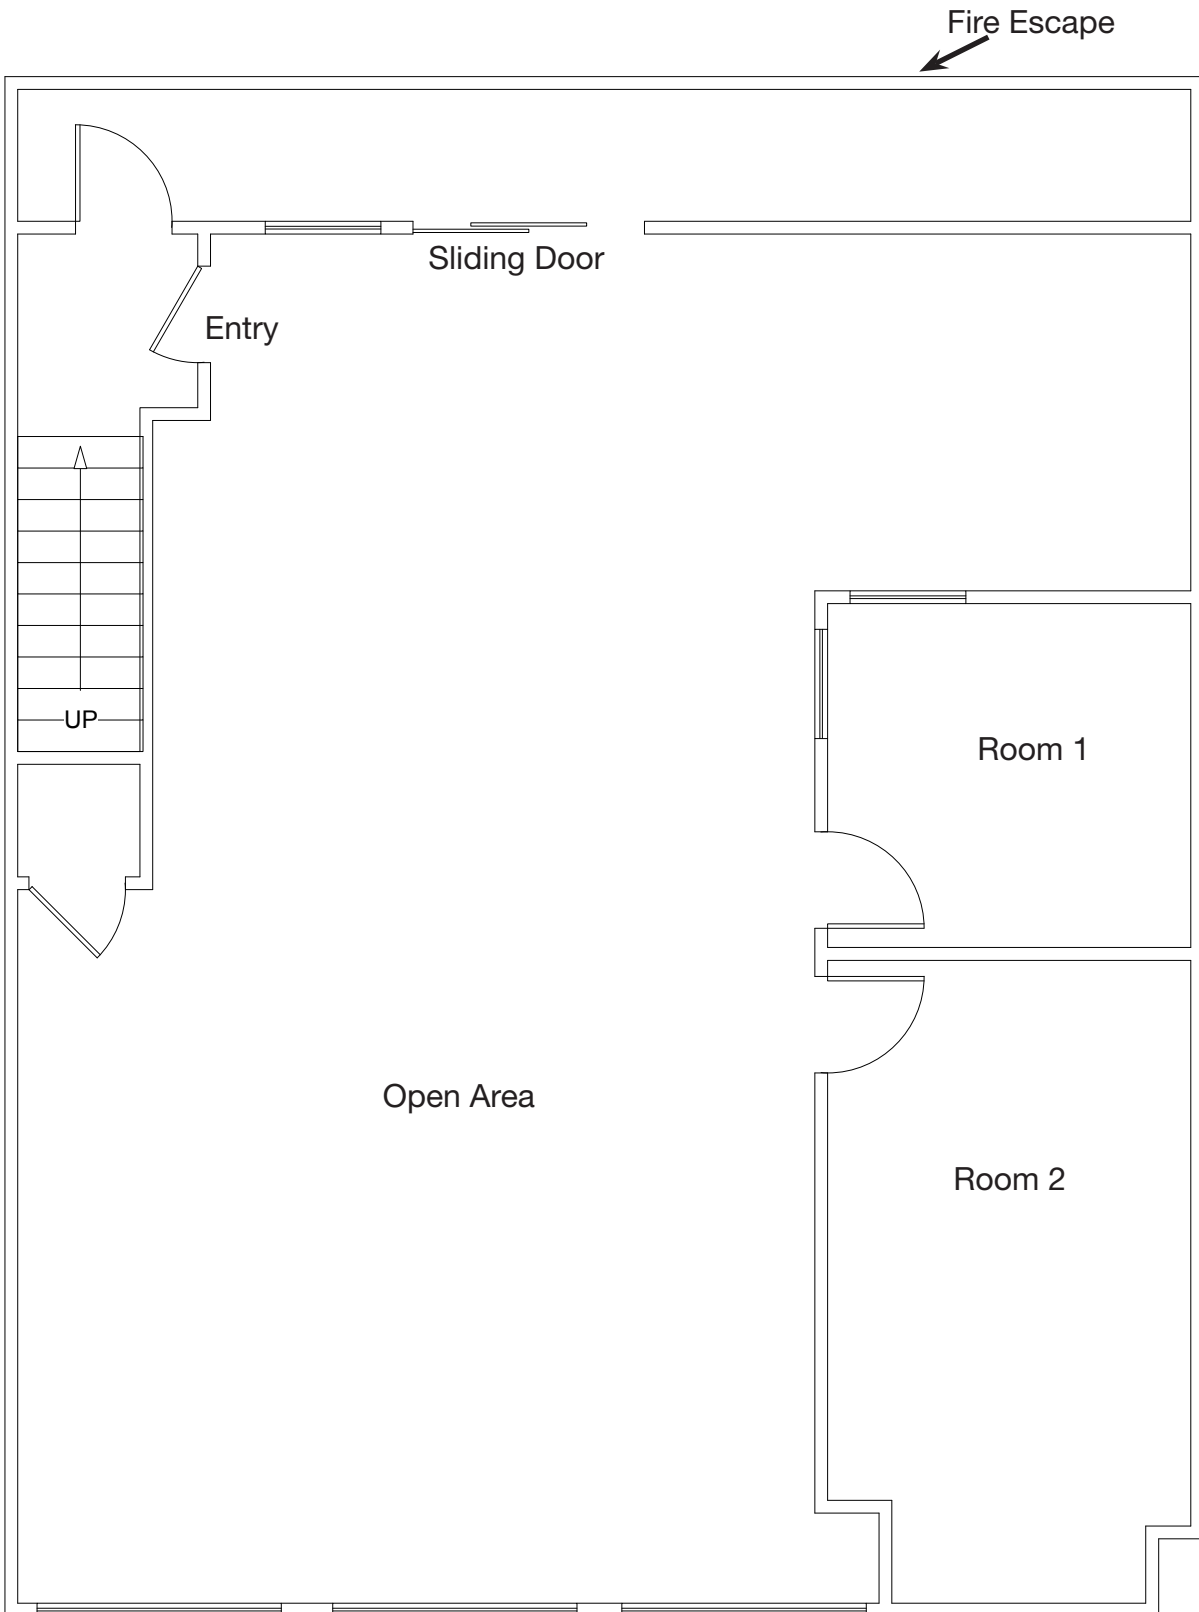 Fire Escape
Sliding Door
Entry
UP
Room 1
Open Area
Room 2